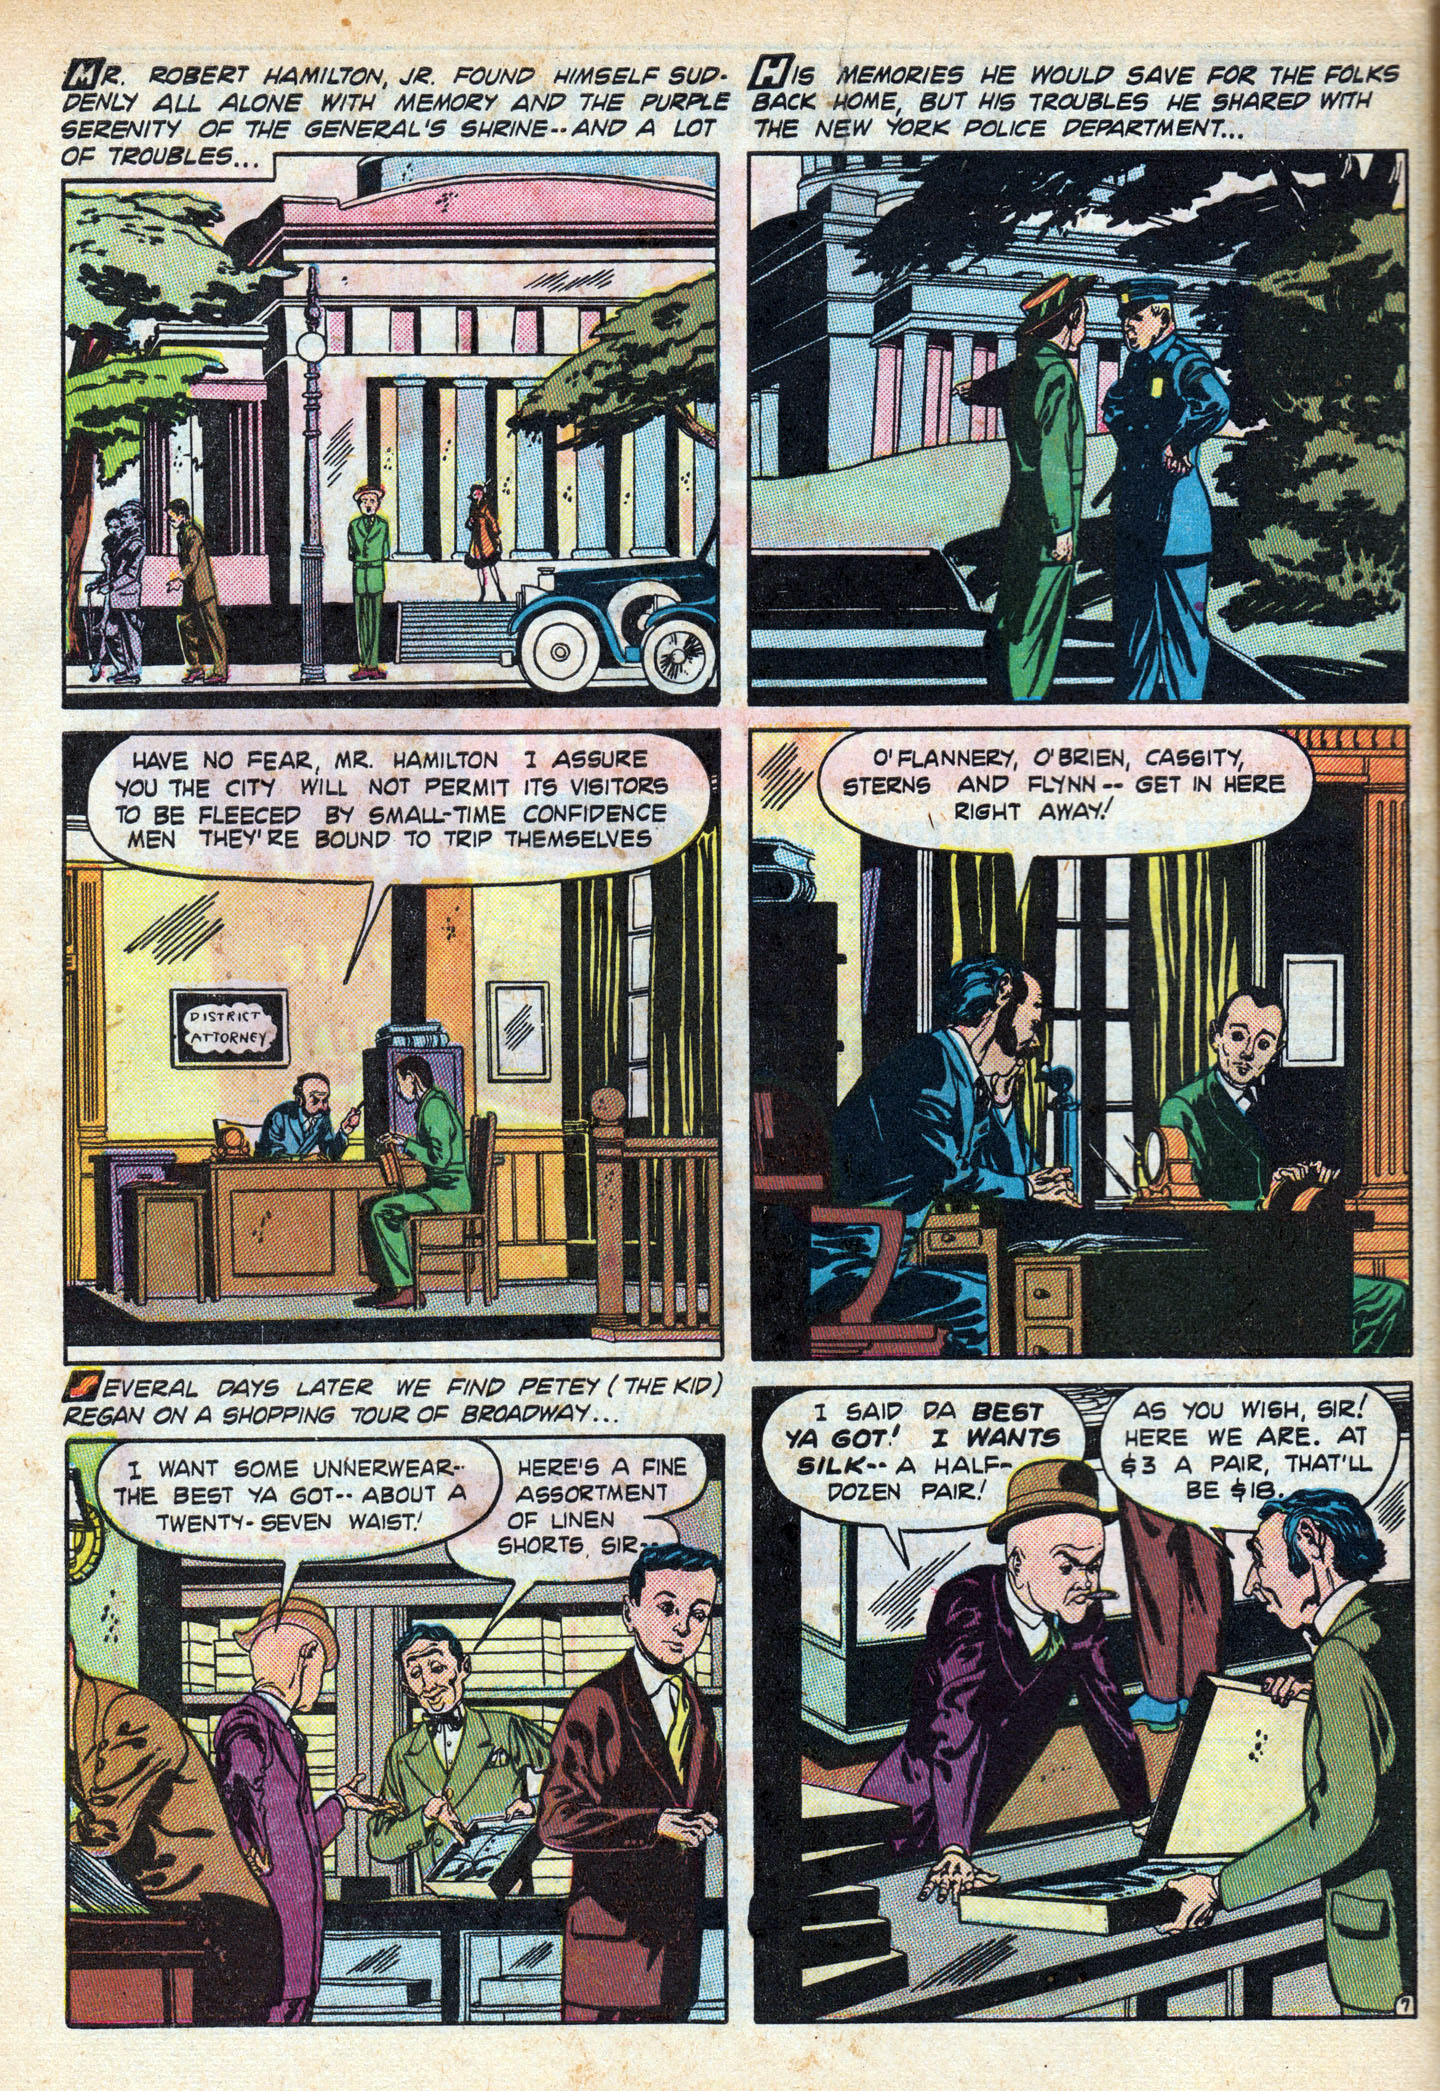 MR. ROBERT HAMILTON, JR. FOUND HIMSELF SUD-
DENLY ALL ALONE WITH MEMORY AND THE PURPLE
SERENITY OF THE GENERAL'S SHRINE--AND A LOT
OF TROUBLES...
HIS MEMORIES HE WOULD SAVE FOR THE FOLKS
BACK HOME, BUT HIS TROUBLES HE SHARED WITH
THE NEW YORK POLICE DEPARTMENT...
HAVE NO FEAR, MR. HAMILTON I ASSURE
YOU THE CITY WILL NOT PERMIT ITS VISITORS
TO BE FLEECED BY SMALL-TIME CONFIDENCE
MEN THEY'RE BOUND TO TRIP THEMSELVES
DISTRICT
ATTORNEY
O'FLANNERY, O'BRIEN, CASSITY,
STERNS AND FLYNN-- GET IN HERE
RIGHT AWAY!
SEVERAL DAYS LATER WE FIND PETEY (THE KID)
REGAN ON A SHOPPING TOUR OF BROADWAY...
I WANT SOME UNNERWEAR--
THE BEST YA GOT-- ABOUT A
TWENTY-SEVEN WAIST!
HERE'S A FINE
ASSORTMENT
OF LINEN
SHORTS, SIR--
I SAID DA BEST
YA GOT! I WANTS
SILK-- A HALF-
DOZEN PAIR!
AS YOU WISH, SIR!
HERE WE ARE. AT
$3 A PAIR, THAT'LL
BE $18.
7